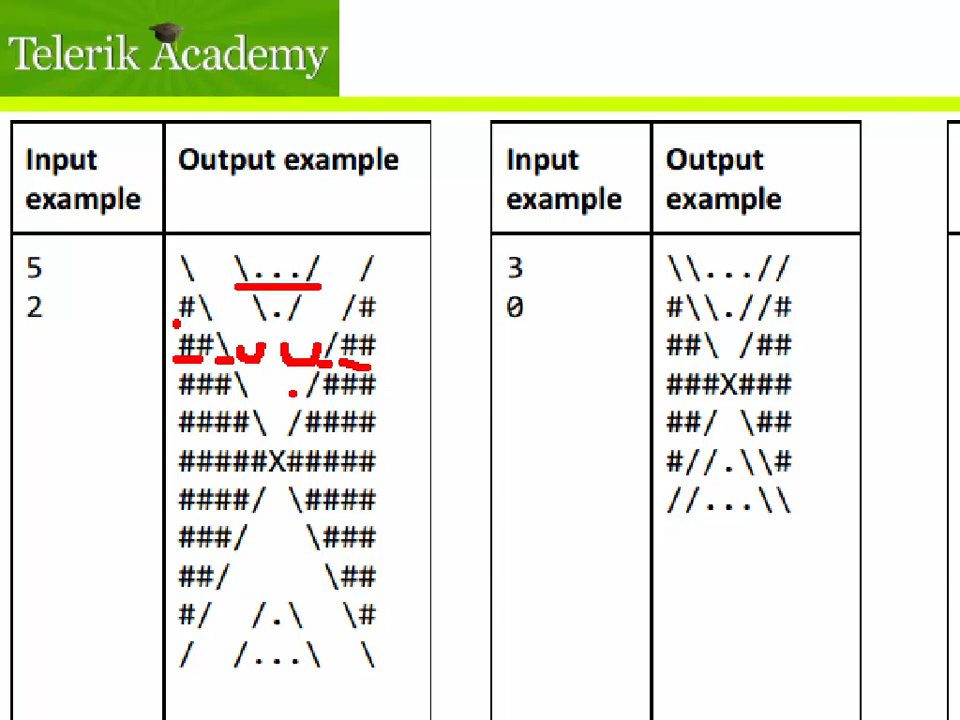 Telerik Academy
Input example
Output example
5
2
\  \.../  /
#\  \./  /#
##\     /##
###\   /###
####\ /####
#####X#####
####/ \####
###/   \###
##/     \##
#/  /.\  \#
/  /...\  \
Input example
Output example
3
0
\\...//
#\\.//#
##\ /##
###X###
##/ \##
#//.\\#
//...\\